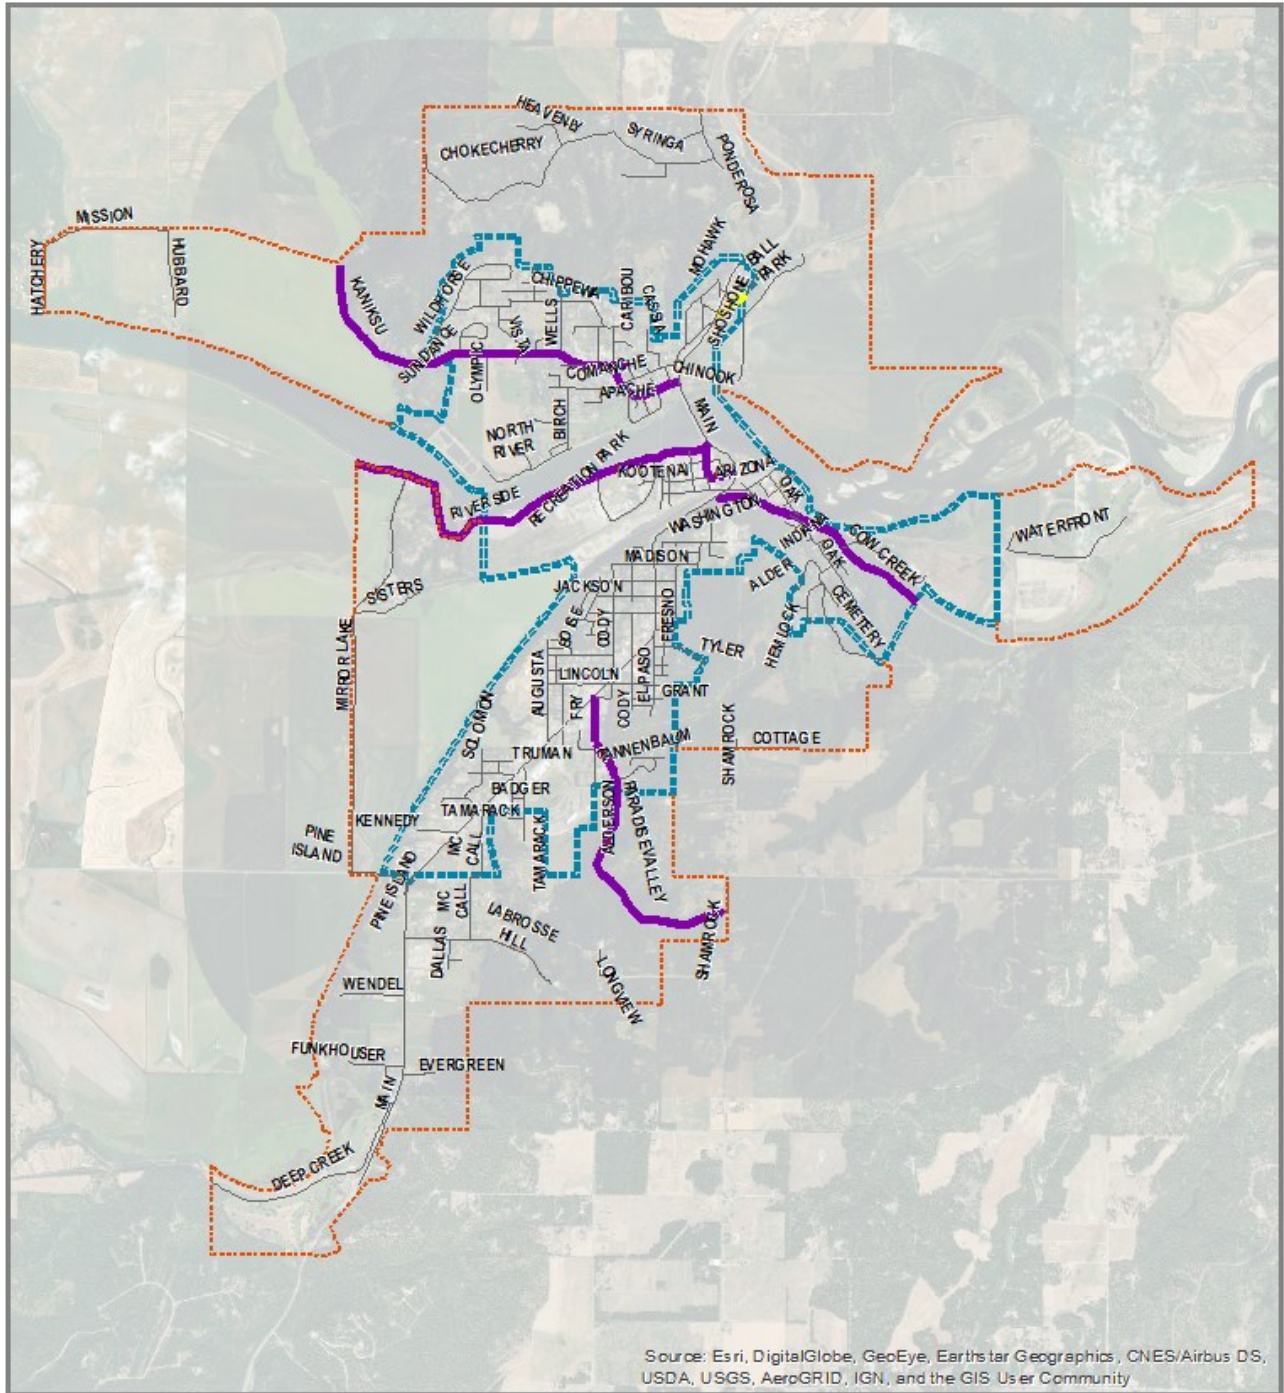 HEAVENLY
SYRINGA
CHOKECHERRY
PONDEROSA
MISSION
HATCHERY
HUBBARD
MOHAWK
BALL
PARK
KANIKSU
WILDHORSE
CHIPPEWA
CARIBOU
CASSIA
SHOSHONE
SUNDANCE
VISTA
WELLS
OLYMPIC
COMANCHE
CHINOOK
APACHE
MAIN
NORTH
RIVER
BIRCH
RECREATION PARK
KOOTENAI
ARIZONA
OAK
RIVERSIDE
WASHINGTON
INDIANA
OAK
COW CREEK
WATERFRONT
MADISON
ALDER
SISTERS
JACKSON
BOISE
CODY
FRESNO
CEMETERY
HEMLOCK
TYLER
MIRROR LAKE
LINCOLN
EL PASO
AUGUSTA
FRY
CODY
GRANT
SOLOMON
SHAMROCK
COTTAGE
TRUMAN
TANNENBAUM
BADGER
TAMARACK
ANDERSON
PARADISE VALLEY
KENNEDY
PINE
ISLAND
MC
CALL
TAMARACK
PINE ISLAND
MC
CALL
LABROSSE
HILL
DALLAS
SHAMROCK
LONGVIEW
WENDEL
FUNKHOUSER
EVERGREEN
MAIN
DEEP CREEK
Source: Esri, DigitalGlobe, GeoEye, Earthstar Geographics, CNES/Airbus DS,
USDA, USGS, AeroGRID, IGN, and the GIS User Community